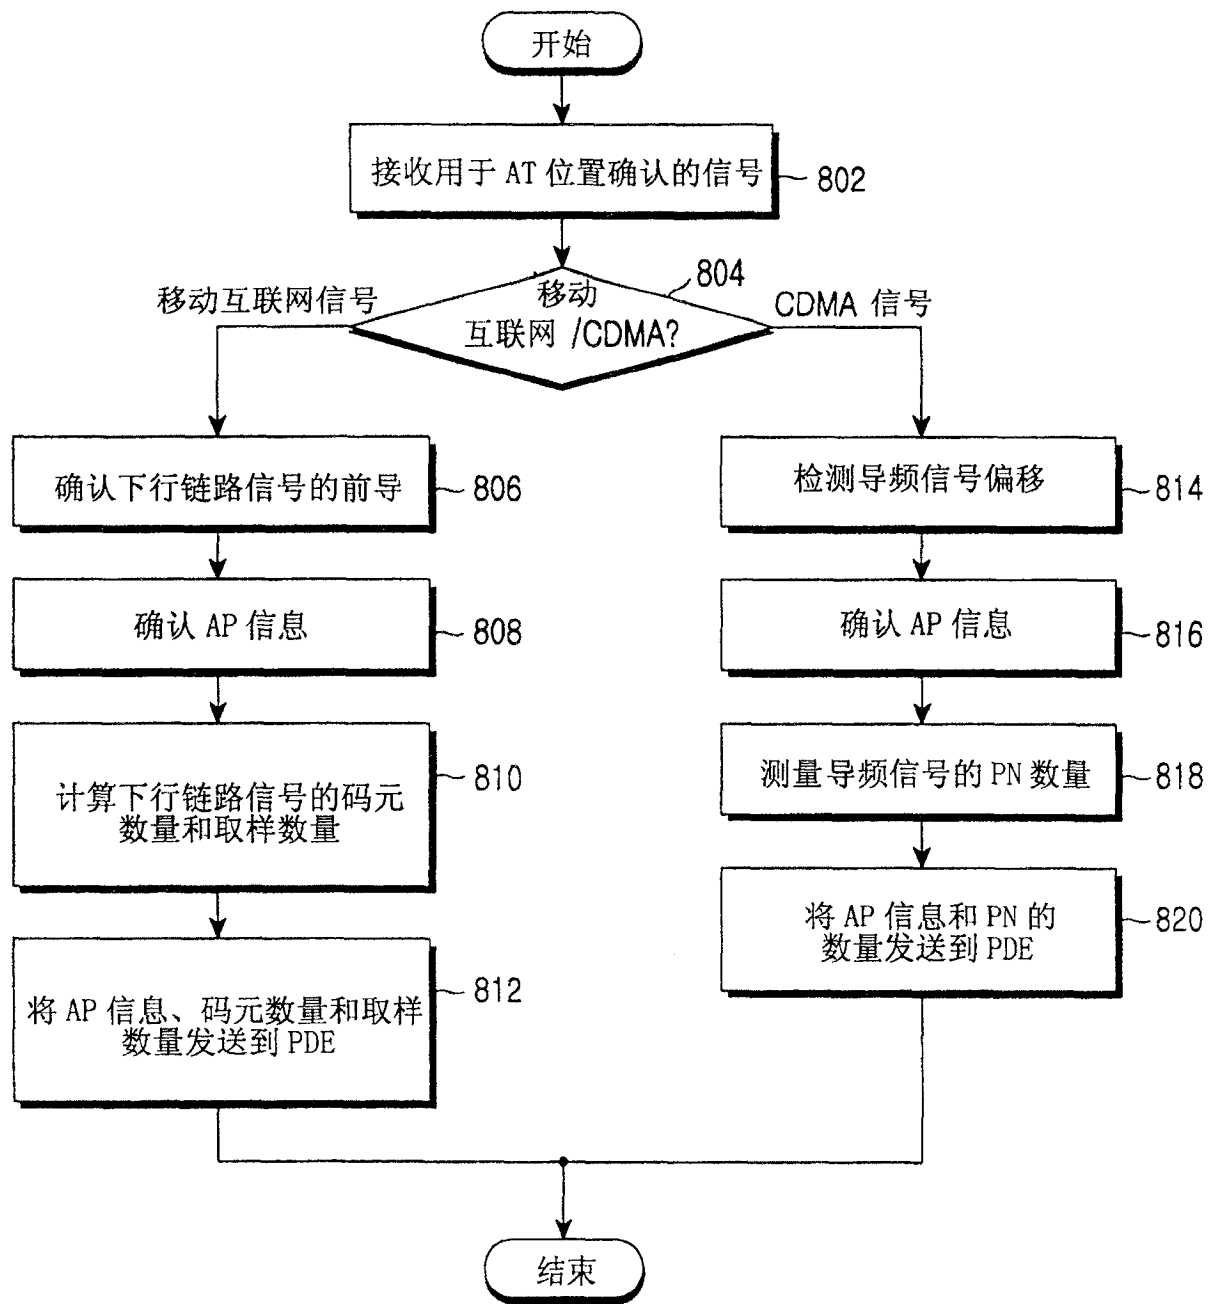 开始
接收用于 AT 位置确认的信号
802
804
移动互联网信号
移动
互联网 /CDMA?
CDMA 信号
确认下行链路信号的前导
806
确认 AP 信息
808
计算下行链路信号的码元
数量和取样数量
810
将 AP 信息、码元数量和取样
数量发送到 PDE
812
检测导频信号偏移
814
确认 AP 信息
816
测量导频信号的 PN 数量
818
将 AP 信息和 PN 的
数量发送到 PDE
820
结束